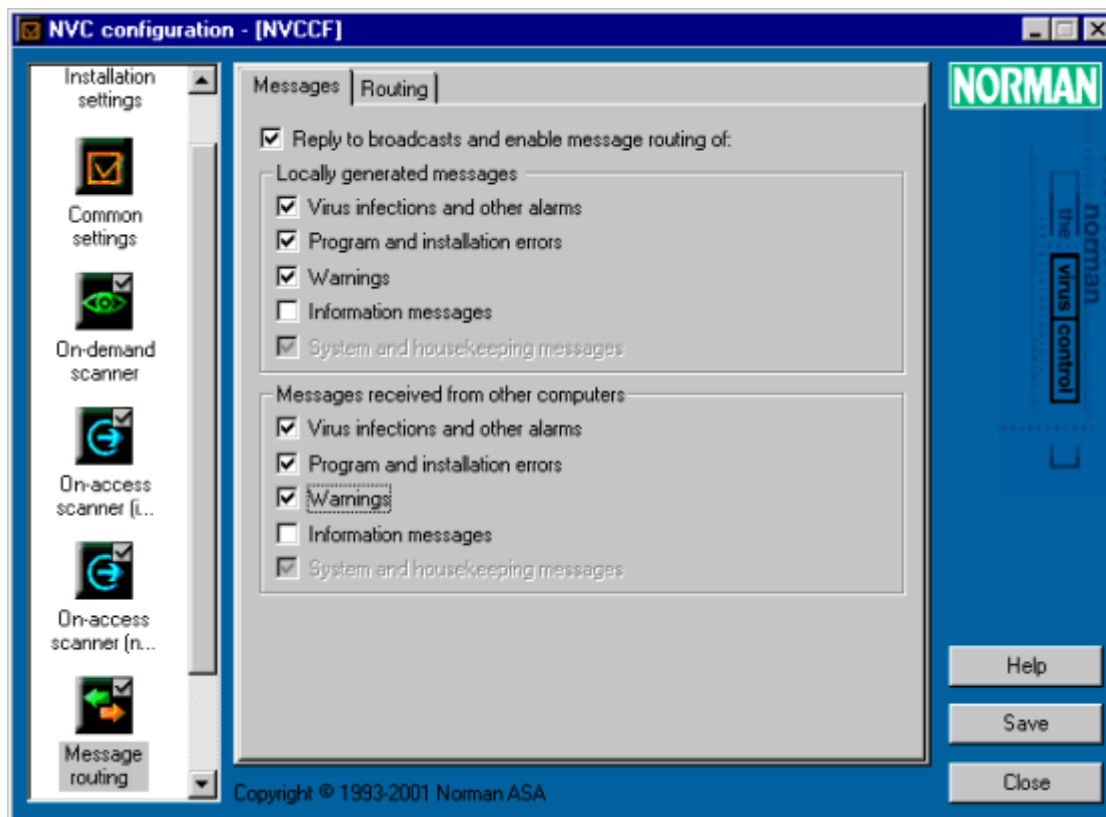 NVC configuration - [NVCCF]
Installation
settings
Common
settings
On-demand
scanner
On-access
scanner (i...
On-access
scanner (n...
Message
routing
Messages
Routing
Reply to broadcasts and enable message routing of:
Locally generated messages
Virus infections and other alarms
Program and installation errors
Warnings
Information messages
System and housekeeping messages
Messages received from other computers
Virus infections and other alarms
Program and installation errors
Warnings
Information messages
System and housekeeping messages
Copyright © 1993-2001 Norman ASA
NORMAN
norman
the virus control
Help
Save
Close